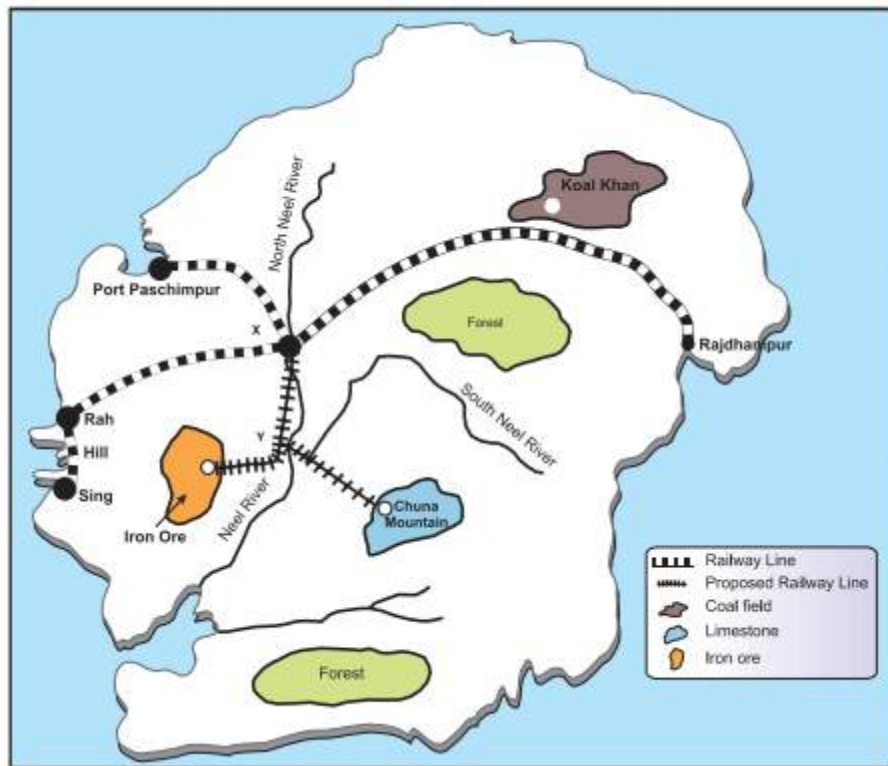 Koal Khan
North Neel River
Port Paschimpur
X
Forest
Rajdhanpur
Rah
South Neel River
Y
Hill
Sing
Neel River
Chuna
Mountain
Iron Ore
Railway Line
Proposed Railway Line
Coal field
Limestone
Iron ore
Forest